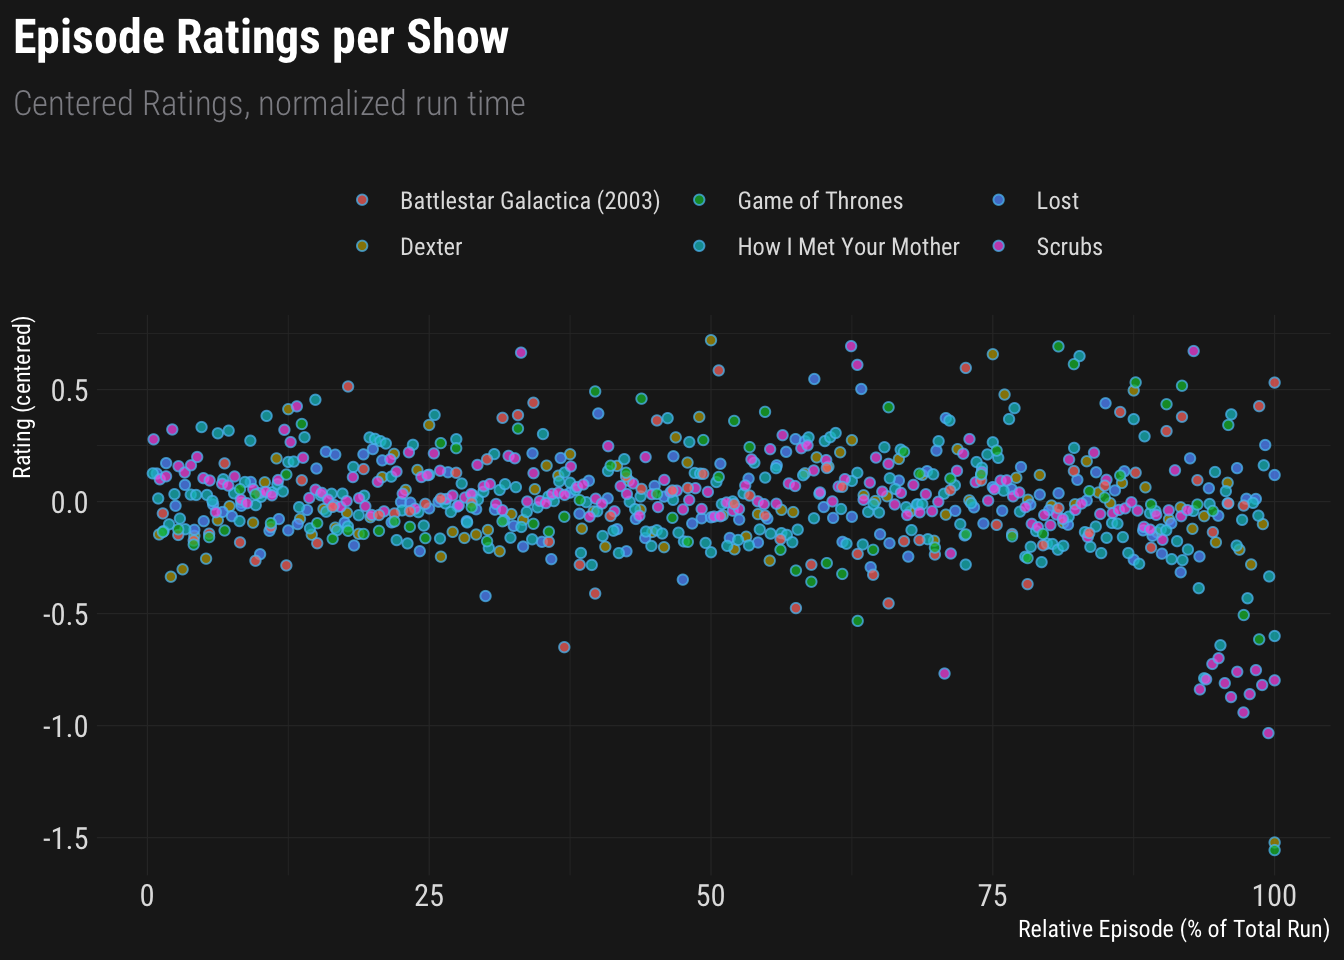 Episode Ratings per Show
Centered Ratings, normalized run time
Battlestar Galactica (2003) Game of Thrones Lost
Dexter How I Met Your Mother Scrubs
Rating (centered)
0.5
0.0
-0.5
-1.0
-1.5
0 25 50 75 100
Relative Episode (% of Total Run)